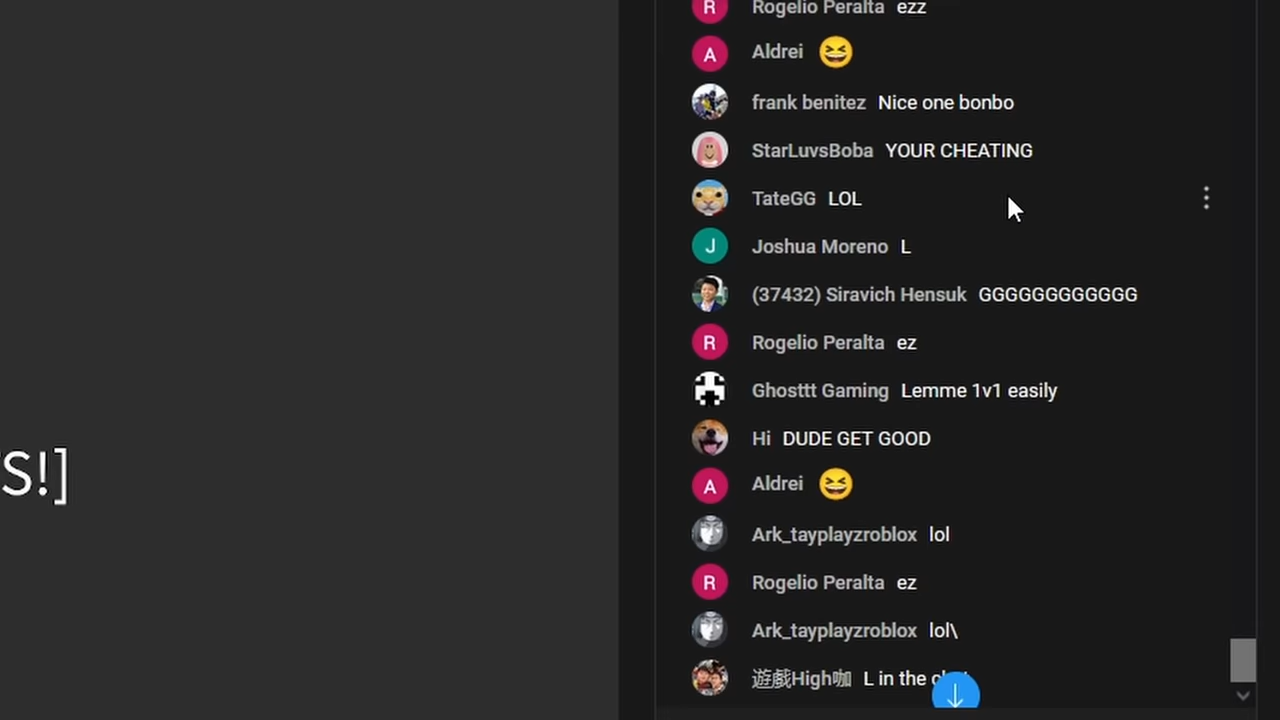 Rogelio Peralta ezz
A Aldrei 😆
frank benitez Nice one bonbo
StarLuvsBoba YOUR CHEATING
TateGG LOL
J Joshua Moreno L
(37432) Siravich Hensuk GGGGGGGGGGGG
R Rogelio Peralta ez
Ghosttt Gaming Lemme 1v1 easily
Hi DUDE GET GOOD
S!]
A Aldrei 😆
Ark_tayplayzroblox lol
R Rogelio Peralta ez
Ark_tayplayzroblox lol\
遊戲High咖 L in the